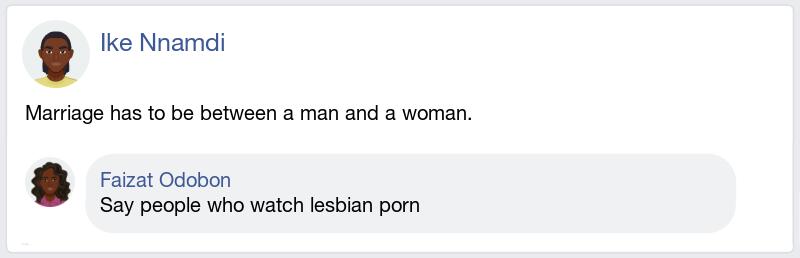 Ike Nnamdi
Marriage has to be between a man and a woman.
Faizat Odobon
Say people who watch lesbian porn